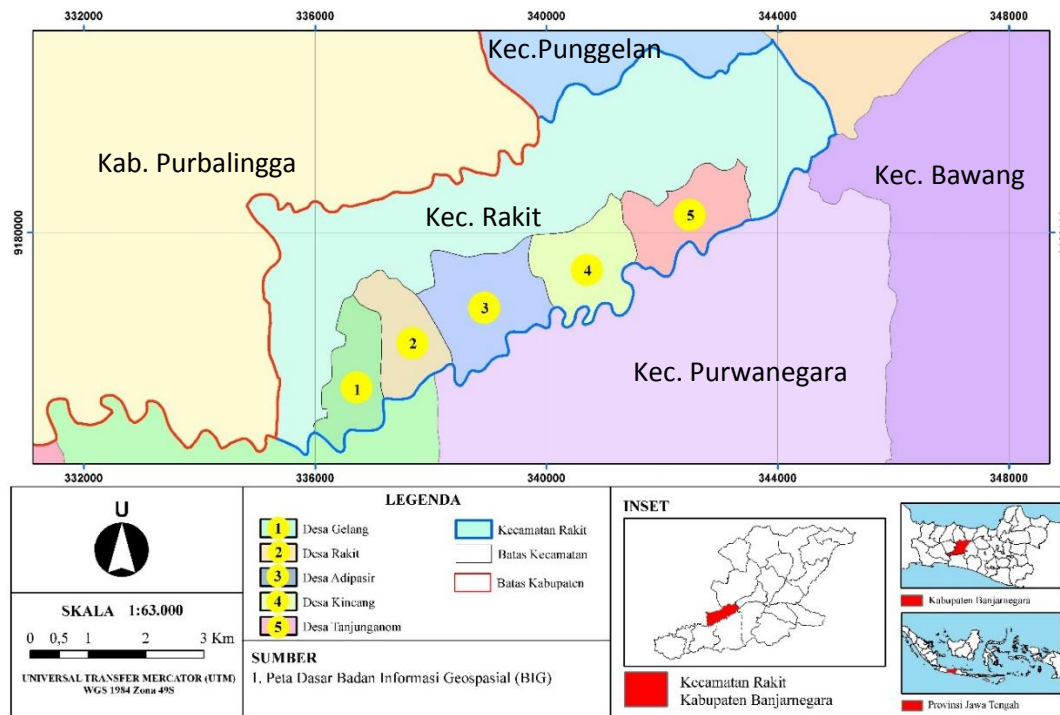 332000 336000 340000 344000 348000
Kec.Punggelan
Kab. Purbalingga
Kec. Bawang
Kec. Rakit
5
9180000
4
3
2
Kec. Purwanegara
1
332000 336000 340000 344000 348000
U
SKALA 1:63.000
0 0,5 1 2 3 Km
UNIVERSAL TRANSFER MERCATOR (UTM)
WGS 1984 Zona 49S
LEGENDA
1 Desa Gelang
2 Desa Rakit
3 Desa Adipasir
4 Desa Kincang
5 Desa Tanjunganom
Kecamatan Rakit
Batas Kecamatan
Batas Kabupaten
SUMBER
1. Peta Dasar Badan Informasi Geospasial (BIG)
INSET
Kecamatan Rakit
Kabupaten Banjarnegara
Kabupaten Banjarnegara
Provinsi Jawa Tengah